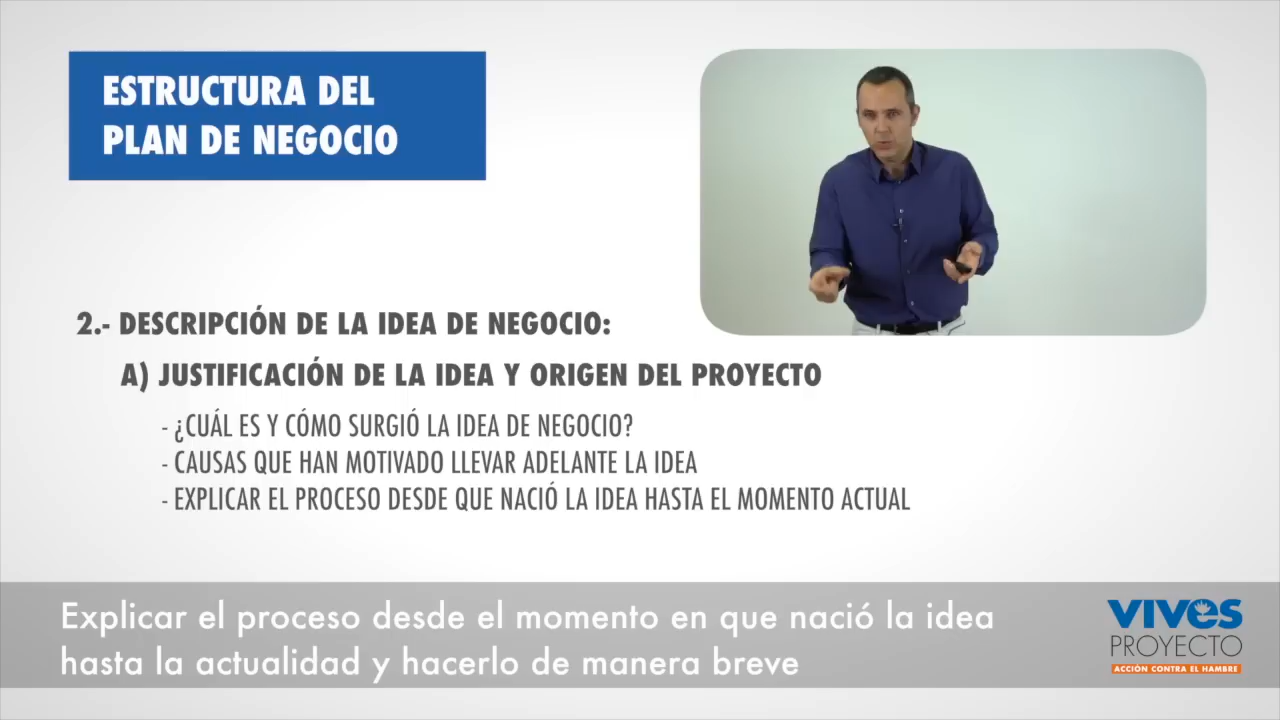 ESTRUCTURA DEL
PLAN DE NEGOCIO
2.- DESCRIPCIÓN DE LA IDEA DE NEGOCIO:
A) JUSTIFICACIÓN DE LA IDEA Y ORIGEN DEL PROYECTO
- ¿CUÁL ES Y CÓMO SURGIÓ LA IDEA DE NEGOCIO?
- CAUSAS QUE HAN MOTIVADO LLEVAR ADELANTE LA IDEA
- EXPLICAR EL PROCESO DESDE QUE NACIÓ LA IDEA HASTA EL MOMENTO ACTUAL
Explicar el proceso desde el momento en que nació la idea
hasta la actualidad y hacerlo de manera breve
VIVES
PROYECTO
ACCIÓN CONTRA EL HAMBRE